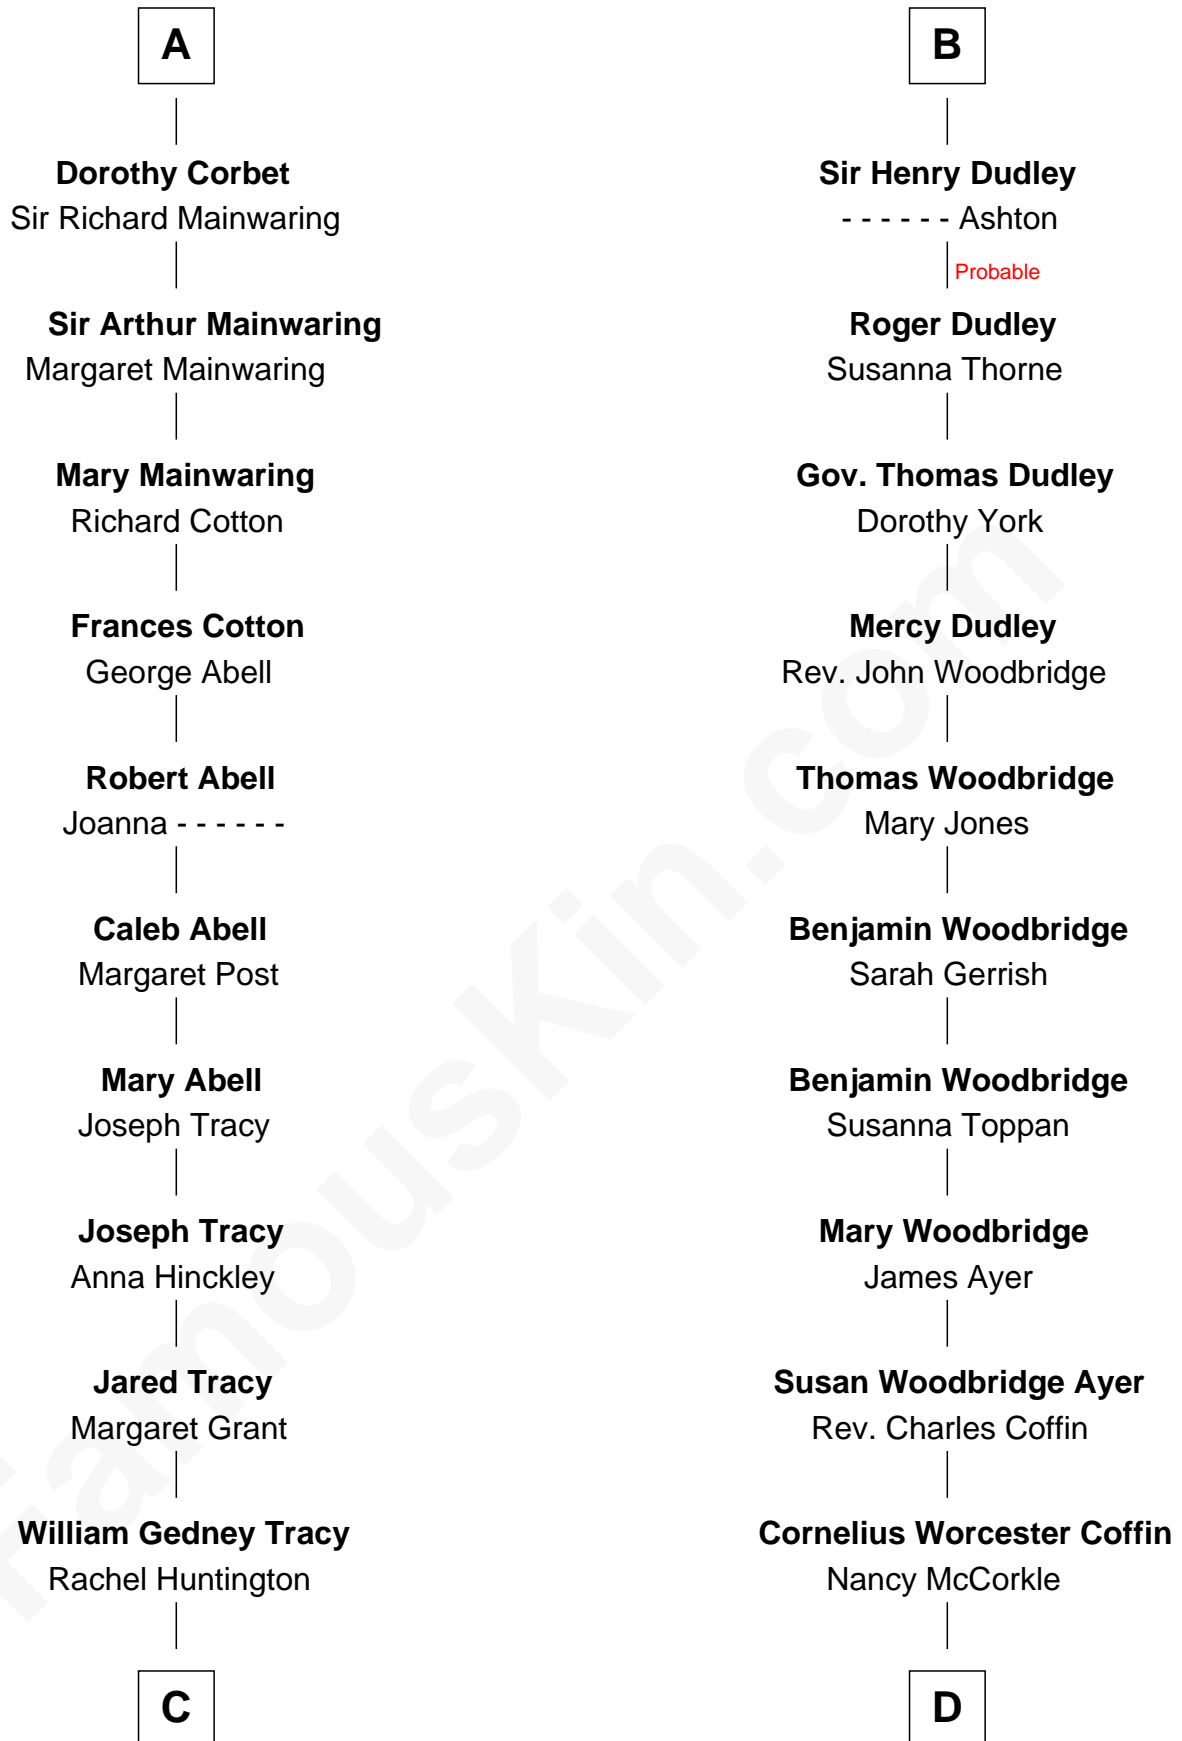 A
Dorothy Corbet
Sir Richard Mainwaring
Sir Arthur Mainwaring
Margaret Mainwaring
Mary Mainwaring
Richard Cotton
Frances Cotton
George Abell
Robert Abell
Joanna - - - - - -
Caleb Abell
Margaret Post
Mary Abell
Joseph Tracy
Joseph Tracy
Anna Hinckley
Jared Tracy
Margaret Grant
William Gedney Tracy
Rachel Huntington
C
B
Sir Henry Dudley
- - - - - - Ashton
Probable
Roger Dudley
Susanna Thorne
Gov. Thomas Dudley
Dorothy York
Mercy Dudley
Rev. John Woodbridge
Thomas Woodbridge
Mary Jones
Benjamin Woodbridge
Sarah Gerrish
Benjamin Woodbridge
Susanna Toppan
Mary Woodbridge
James Ayer
Susan Woodbridge Ayer
Rev. Charles Coffin
Cornelius Worcester Coffin
Nancy McCorkle
D
FamousKin.com